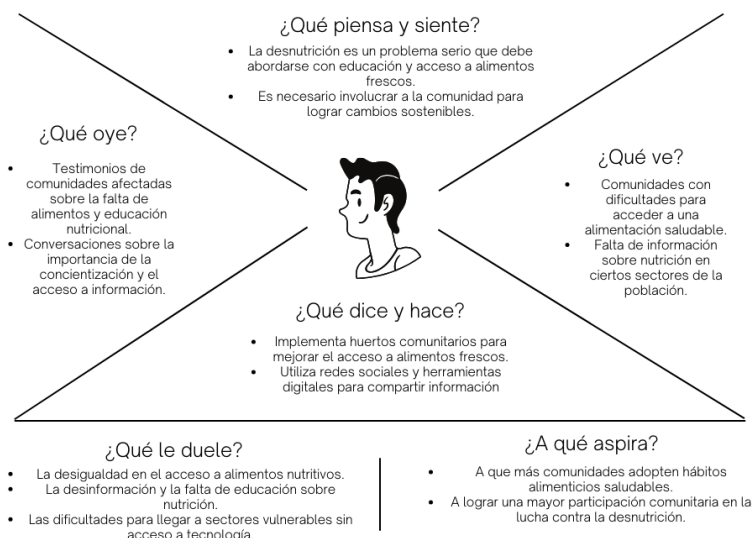 ¿Qué piensa y siente?
La desnutrición es un problema serio que debe
abordarse con educación y acceso a alimentos
frescos.
Es necesario involucrar a la comunidad para
lograr cambios sostenibles.
¿Qué oye?
Testimonios de
comunidades afectadas
sobre la falta de
alimentos y educación
nutricional.
Conversaciones sobre la
importancia de la
concientización y el
acceso a información.
¿Qué ve?
Comunidades con
dificultades para
acceder a una
alimentación saludable.
Falta de información
sobre nutrición en
ciertos sectores de la
población.
¿Qué dice y hace?
Implementa huertos comunitarios para
mejorar el acceso a alimentos frescos.
Utiliza redes sociales y herramientas
digitales para compartir información
¿Qué le duele?
La desigualdad en el acceso a alimentos nutritivos.
La desinformación y la falta de educación sobre
nutrición.
Las dificultades para llegar a sectores vulnerables sin
acceso a tecnología.
¿A qué aspira?
A que más comunidades adopten hábitos
alimenticios saludables.
A lograr una mayor participación comunitaria en la
lucha contra la desnutrición.